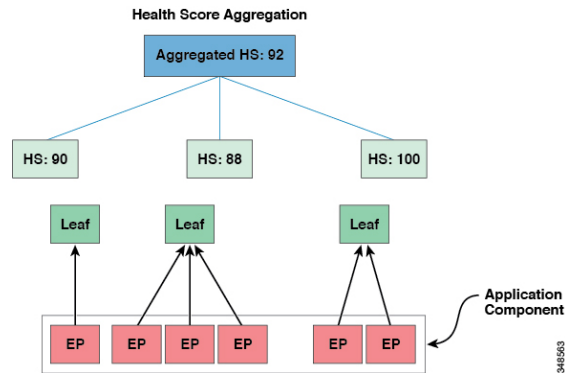 Health Score Aggregation
Aggregated HS: 92
HS: 90
HS: 88
HS: 100
Leaf
Leaf
Leaf
Application
Component
EP
EP
EP
EP
EP
EP
348563